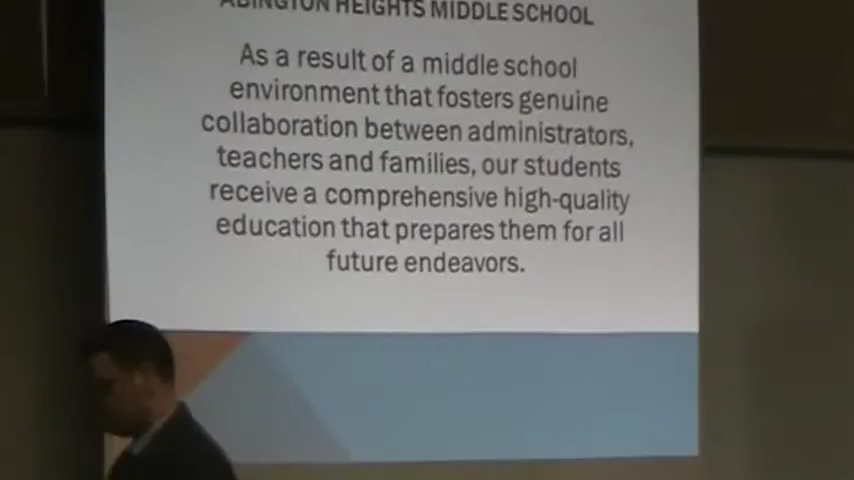 ABINGTON HEIGHTS MIDDLE SCHOOL
As a result of a middle school
environment that fosters genuine
collaboration between administrators,
teachers and families, our students
receive a comprehensive high-quality
education that prepares them for all
future endeavors.